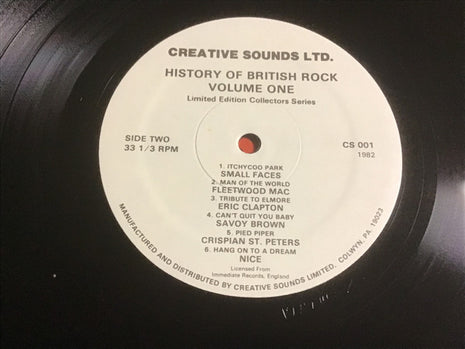 CREATIVE SOUNDS LTD.
HISTORY OF BRITISH ROCK
VOLUME ONE
Limited Edition Collectors Series
SIDE TWO
33 1/3 RPM
CS 001
1982
1. ITCHYCOO PARK
SMALL FACES
2. MAN OF THE WORLD
FLEETWOOD MAC
3. TRIBUTE TO ELMORE
ERIC CLAPTON
4. CAN'T QUIT YOU BABY
SAVOY BROWN
5. PIED PIPER
CRISPIAN ST. PETERS
6. HANG ON TO A DREAM
NICE
Licensed From
Immediate Records, England
MANUFACTURED AND DISTRIBUTED BY CREATIVE SOUNDS LIMITED, COLWYN, PA. 19023